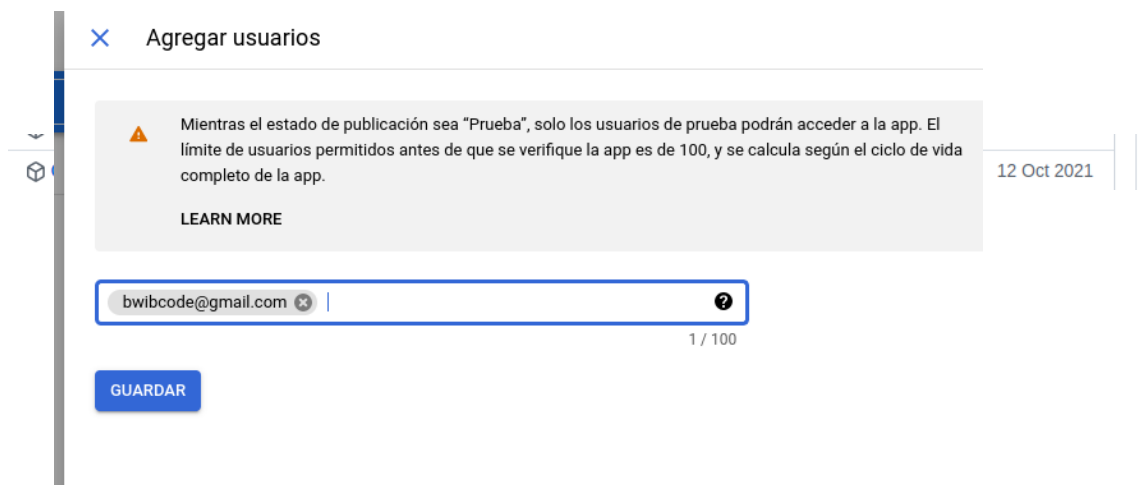 Agregar usuarios
Mientras el estado de publicación sea “Prueba”, solo los usuarios de prueba podrán acceder a la app. El
límite de usuarios permitidos antes de que se verifique la app es de 100, y se calcula según el ciclo de vida
completo de la app.
12 Oct 2021
LEARN MORE
bwibcode@gmail.com
1 / 100
GUARDAR